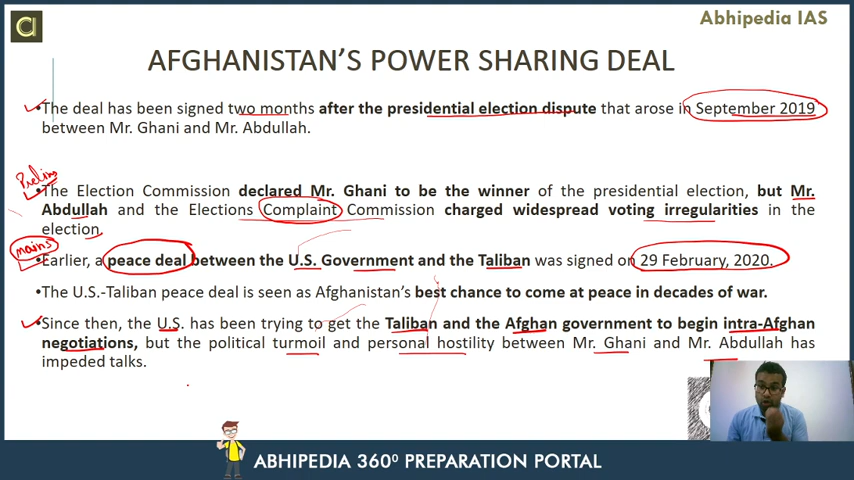 Abhipedia IAS
AFGHANISTAN'S POWER SHARING DEAL
•The deal has been signed two months after the presidential election dispute that arose in September 2019
between Mr. Ghani and Mr. Abdullah.
Prelims
•The Election Commission declared Mr. Ghani to be the winner of the presidential election, but Mr.
Abdullah and the Elections Complaint Commission charged widespread voting irregularities in the
election.
mains
•Earlier, a peace deal between the U.S. Government and the Taliban was signed on 29 February, 2020.
•The U.S.-Taliban peace deal is seen as Afghanistan's best chance to come at peace in decades of war.
•Since then, the U.S. has been trying to get the Taliban and the Afghan government to begin intra-Afghan
negotiations, but the political turmoil and personal hostility between Mr. Ghani and Mr. Abdullah has
impeded talks.
ABHIPEDIA 360° PREPARATION PORTAL